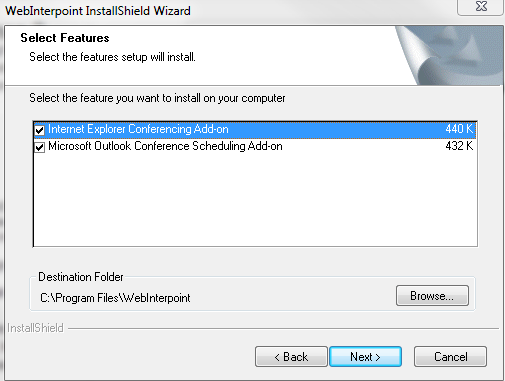 WebInterpoint InstallShield Wizard
Select Features
Select the features setup will install.
Select the feature you want to install on your computer
Internet Explorer Conferencing Add-on 440 K
Microsoft Outlook Conference Scheduling Add-on 432 K
Destination Folder
C:\Program Files\WebInterpoint
Browse...
InstallShield
< Back Next > Cancel